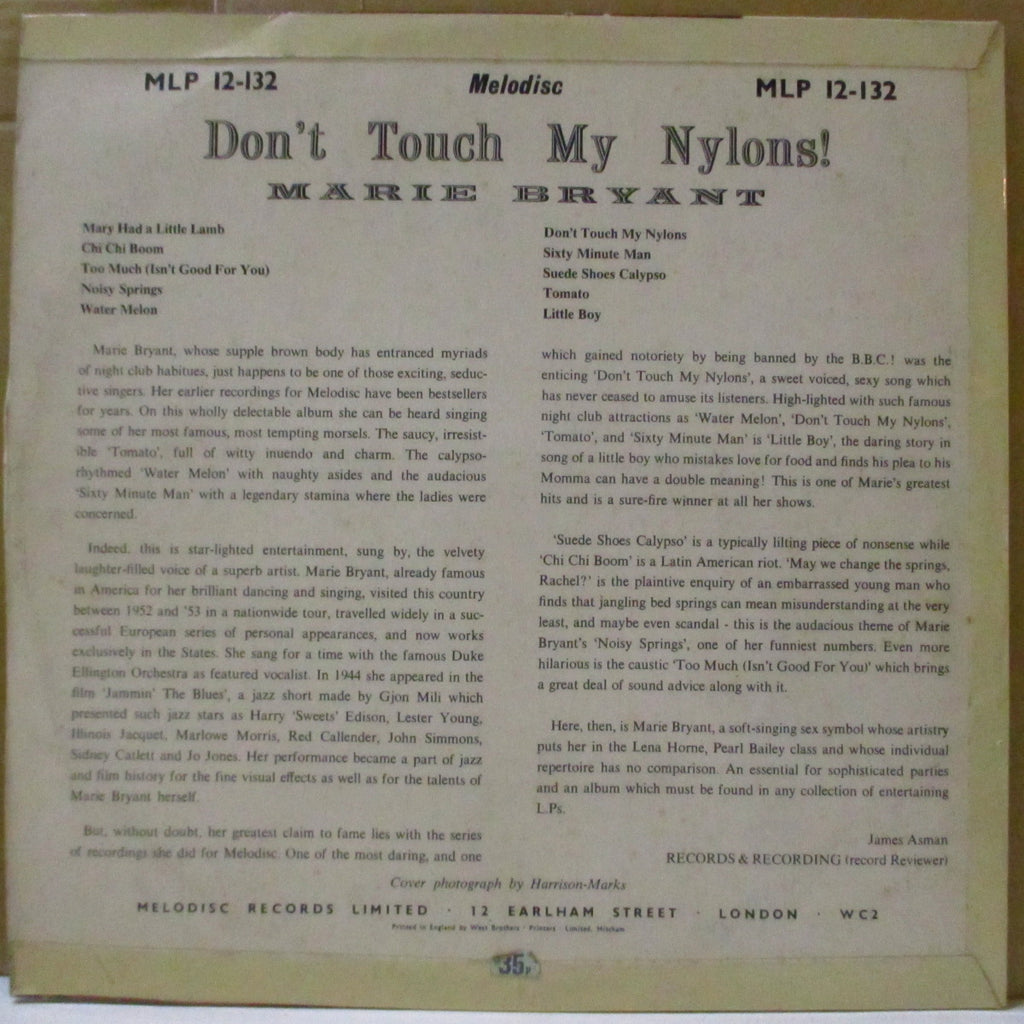 MLP 12-132 Melodisc MLP 12-132
Don't Touch My Nylons!
MARIE BRYANT
Mary Had a Little Lamb
Chi Chi Boom
Too Much (Isn't Good For You)
Noisy Springs
Water Melon
Don't Touch My Nylons
Sixty Minute Man
Suede Shoes Calypso
Tomato
Little Boy
Marie Bryant, whose supple brown body has entranced myriads
of night club habitues, just happens to be one of those exciting, seduc-
tive singers. Her earlier recordings for Melodisc have been bestsellers
for years. On this wholly delectable album she can be heard singing
some of her most famous, most tempting morsels. The saucy, irresist-
ible 'Tomato', full of witty inuendo and charm. The calypso-
rhythmed 'Water Melon' with naughty asides and the audacious
'Sixty Minute Man' with a legendary stamina where the ladies were
concerned.
Indeed, this is star-lighted entertainment, sung by, the velvety
laughter-filled voice of a superb artist. Marie Bryant, already famous
in America for her brilliant dancing and singing, visited this country
between 1952 and '53 in a nationwide tour, travelled widely in a suc-
cessful European series of personal appearances, and now works
exclusively in the States. She sang for a time with the famous Duke
Ellington Orchestra as featured vocalist. In 1944 she appeared in the
film 'Jammin' The Blues', a jazz short made by Gjon Mili which
presented such jazz stars as Harry 'Sweets' Edison, Lester Young,
Illinois Jacquet, Marlowe Morris, Red Callender, John Simmons,
Sidney Catlett and Jo Jones. Her performance became a part of jazz
and film history for the fine visual effects as well as for the talents of
Marie Bryant herself.
But, without doubt, her greatest claim to fame lies with the series
of recordings she did for Melodisc. One of the most daring, and one
which gained notoriety by being banned by the B.B.C.! was the
enticing 'Don't Touch My Nylons', a sweet voiced, sexy song which
has never ceased to amuse its listeners. High-lighted with such famous
night club attractions as 'Water Melon', 'Don't Touch My Nylons',
'Tomato', and 'Sixty Minute Man' is 'Little Boy', the daring story in
song of a little boy who mistakes love for food and finds his plea to his
Momma can have a double meaning! This is one of Marie's greatest
hits and is a sure-fire winner at all her shows.
'Suede Shoes Calypso' is a typically lilting piece of nonsense while
'Chi Chi Boom' is a Latin American riot. 'May we change the springs,
Rachel?' is the plaintive enquiry of an embarrassed young man who
finds that jangling bed springs can mean misunderstanding at the very
least, and maybe even scandal - this is the audacious theme of Marie
Bryant's 'Noisy Springs', one of her funniest numbers. Even more
hilarious is the caustic 'Too Much (Isn't Good For You)' which brings
a great deal of sound advice along with it.
Here, then, is Marie Bryant, a soft-singing sex symbol whose artistry
puts her in the Lena Horne, Pearl Bailey class and whose individual
repertoire has no comparison. An essential for sophisticated parties
and an album which must be found in any collection of entertaining
L.Ps.
James Asman
RECORDS & RECORDING (record Reviewer)
Cover photograph by Harrison-Marks
MELODISC RECORDS LIMITED · 12 EARLHAM STREET · LONDON · WC2
Printed in England by West Brothers · Printers Limited, Mitcham
35p